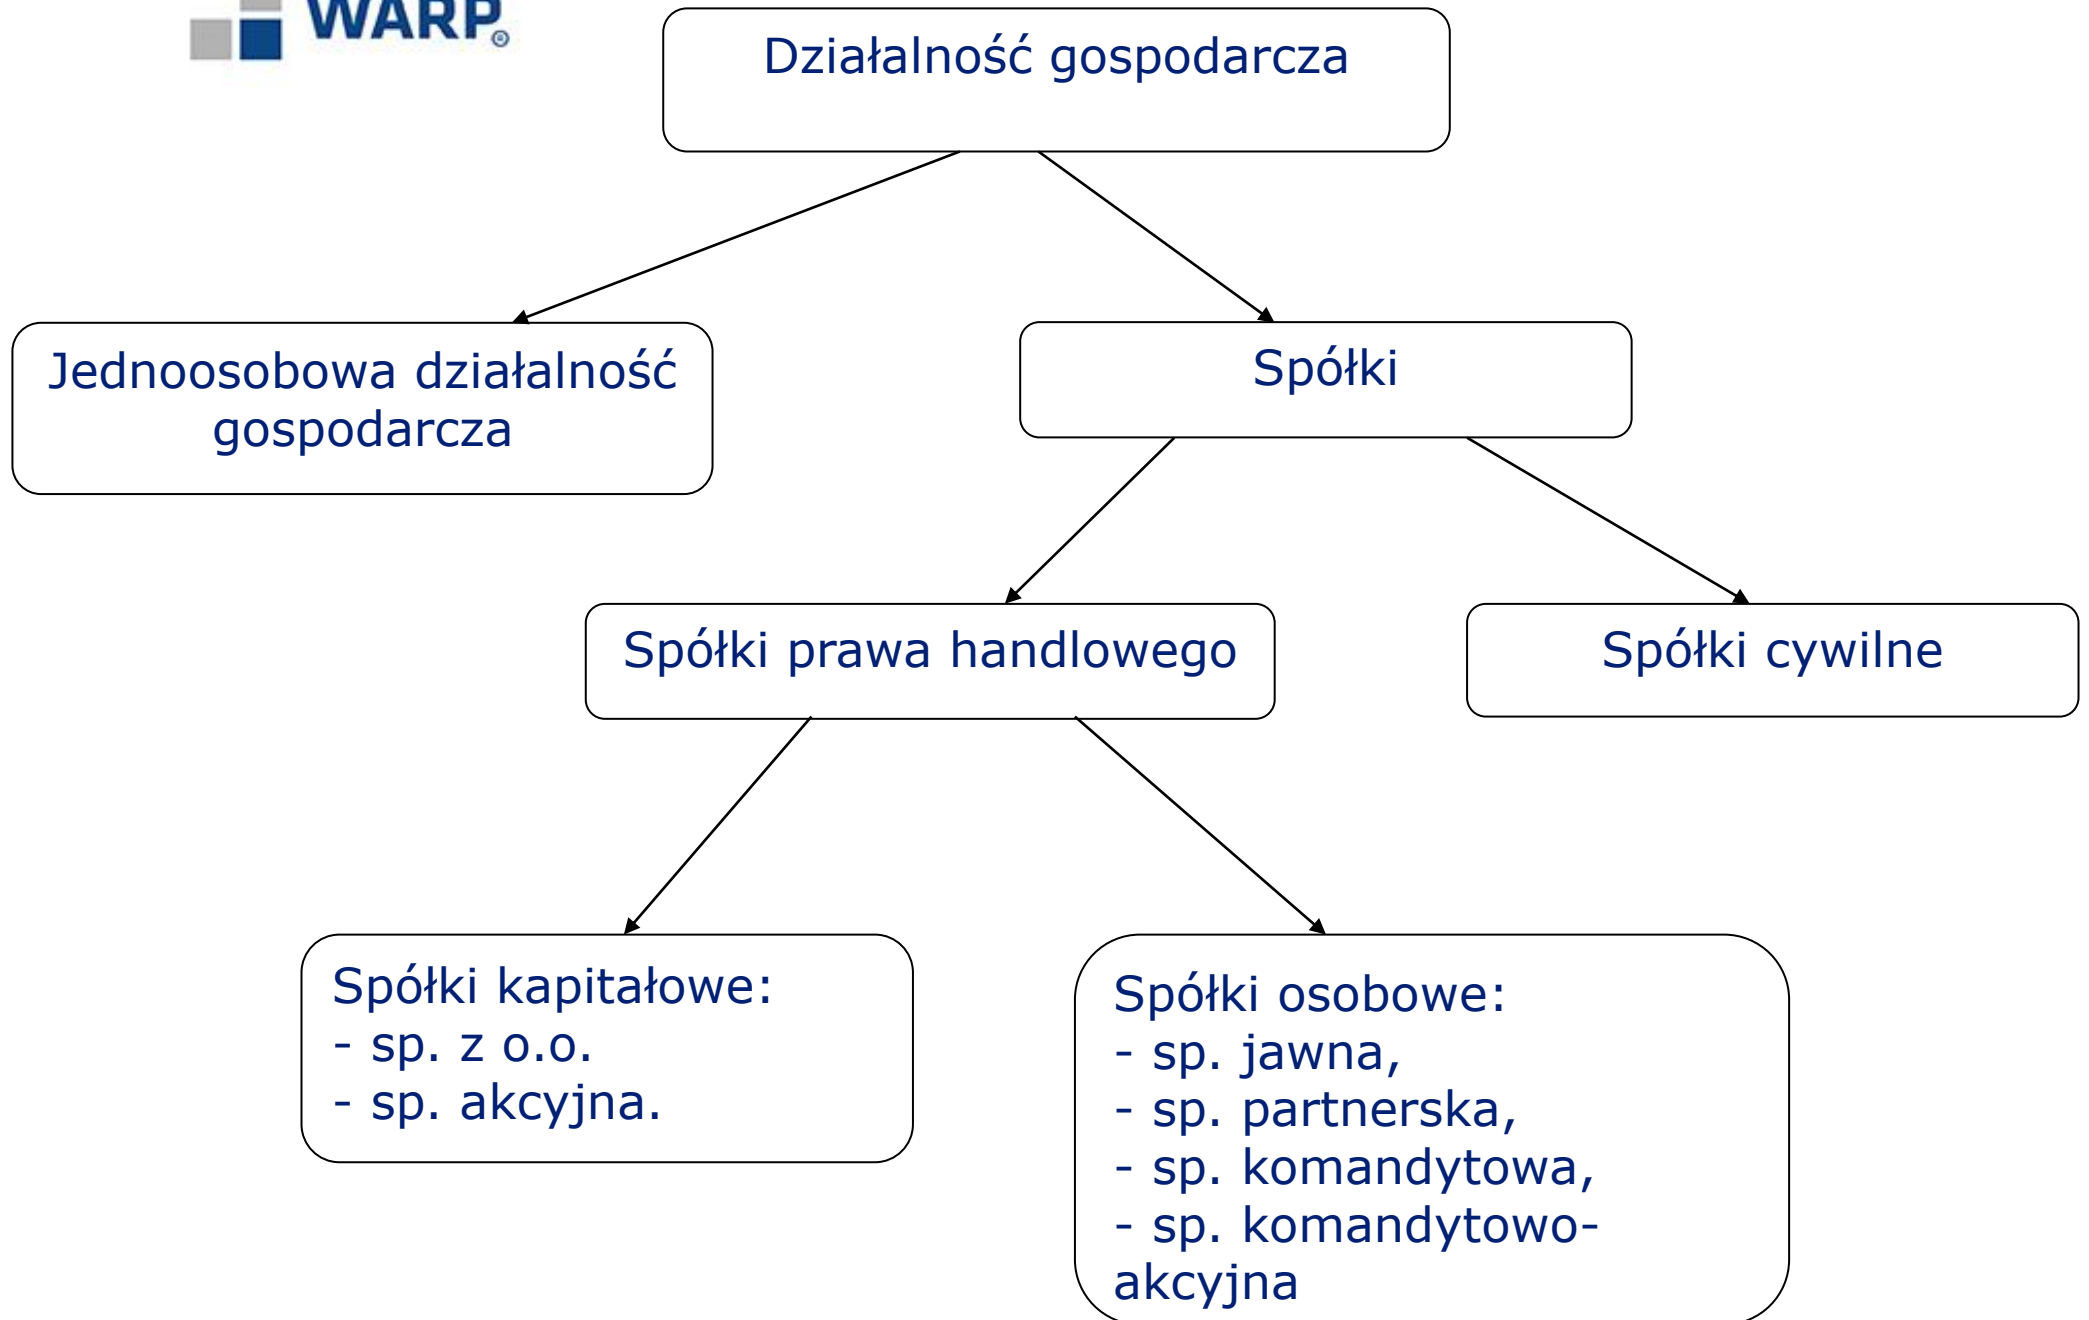 WARP®
Działalność gospodarcza
Jednoosobowa działalność
gospodarcza
Spółki
Spółki prawa handlowego
Spółki cywilne
Spółki kapitałowe:
- sp. z o.o.
- sp. akcyjna.
Spółki osobowe:
- sp. jawna,
- sp. partnerska,
- sp. komandytowa,
- sp. komandytowo-
akcyjna